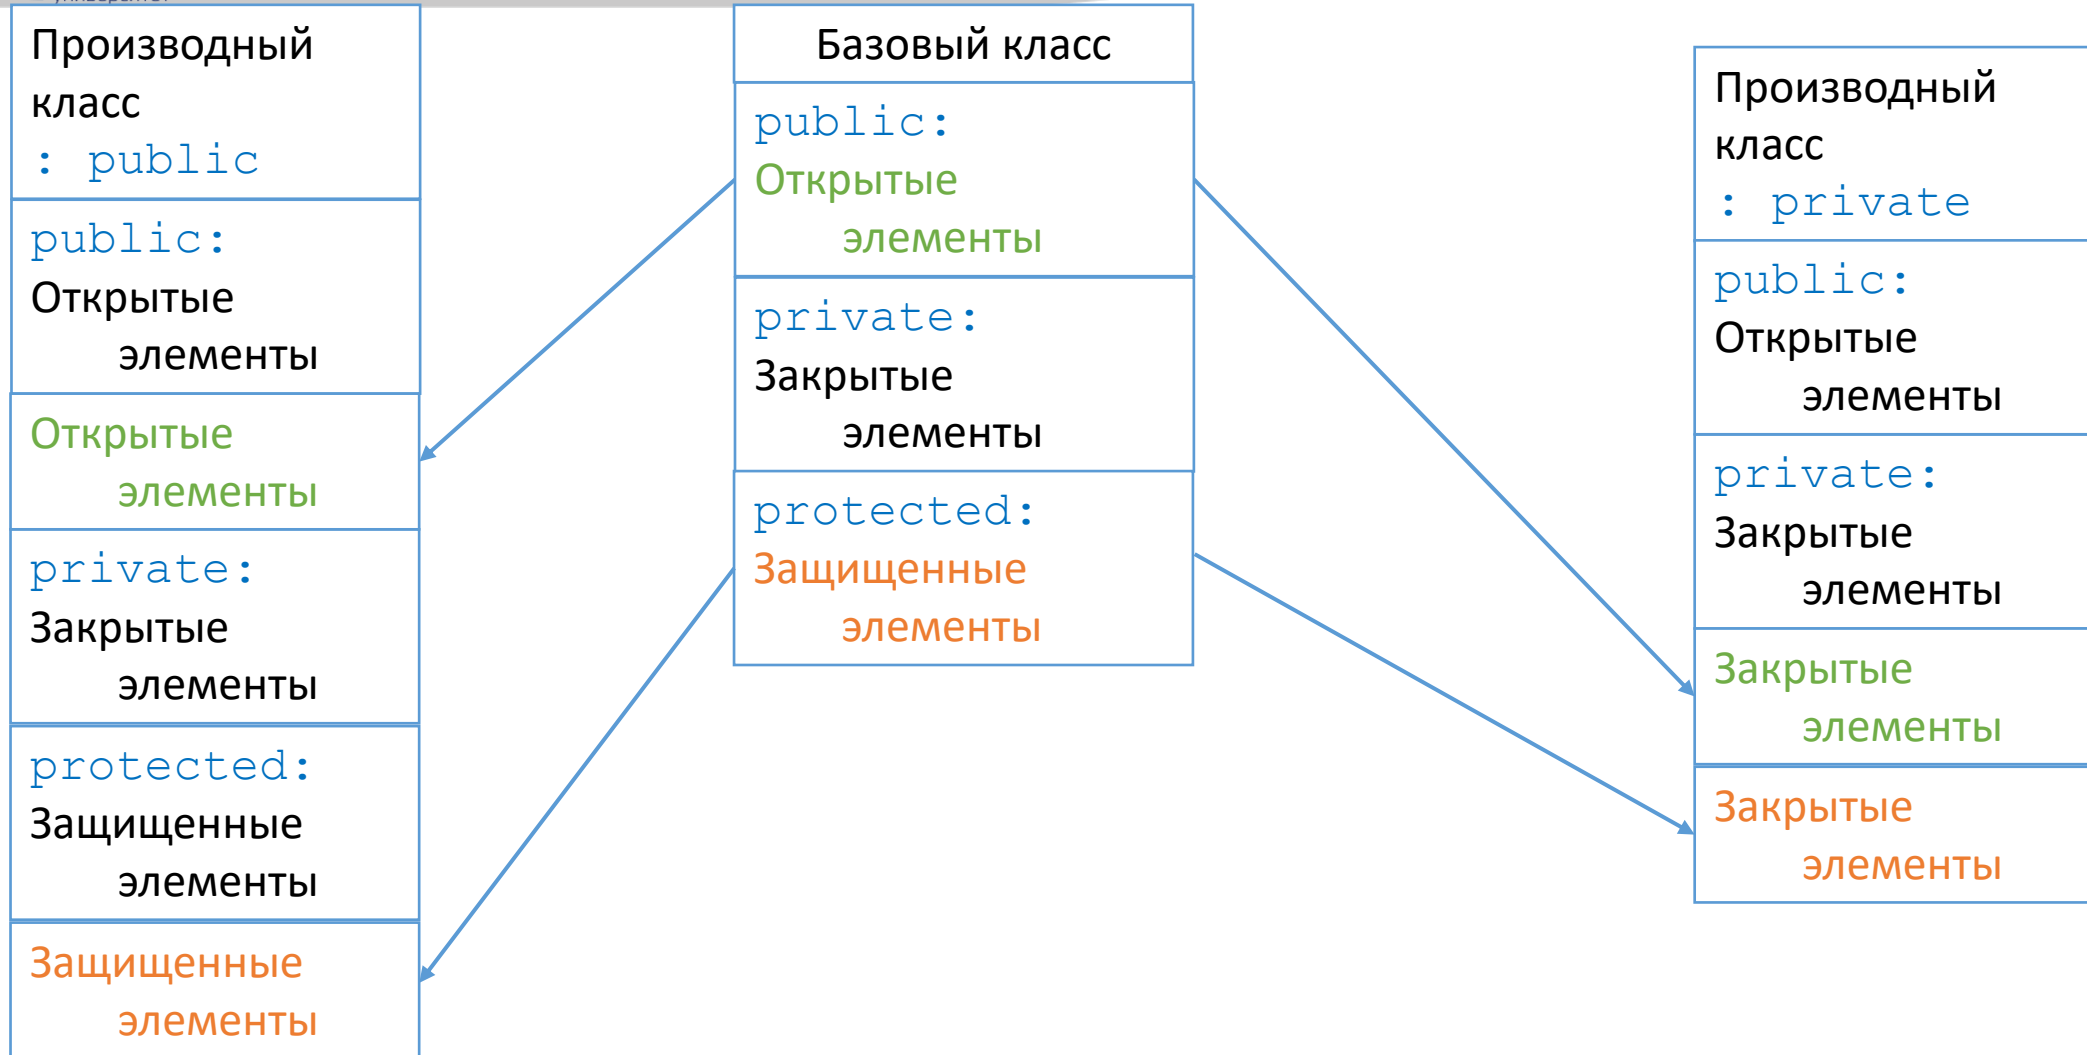 Производный
класс
: public
public:
Открытые
элементы
Открытые
элементы
private:
Закрытые
элементы
protected:
Защищенные
элементы
Защищенные
элементы
Базовый класс
public:
Открытые
элементы
private:
Закрытые
элементы
protected:
Защищенные
элементы
Производный
класс
: private
public:
Открытые
элементы
private:
Закрытые
элементы
Закрытые
элементы
Закрытые
элементы